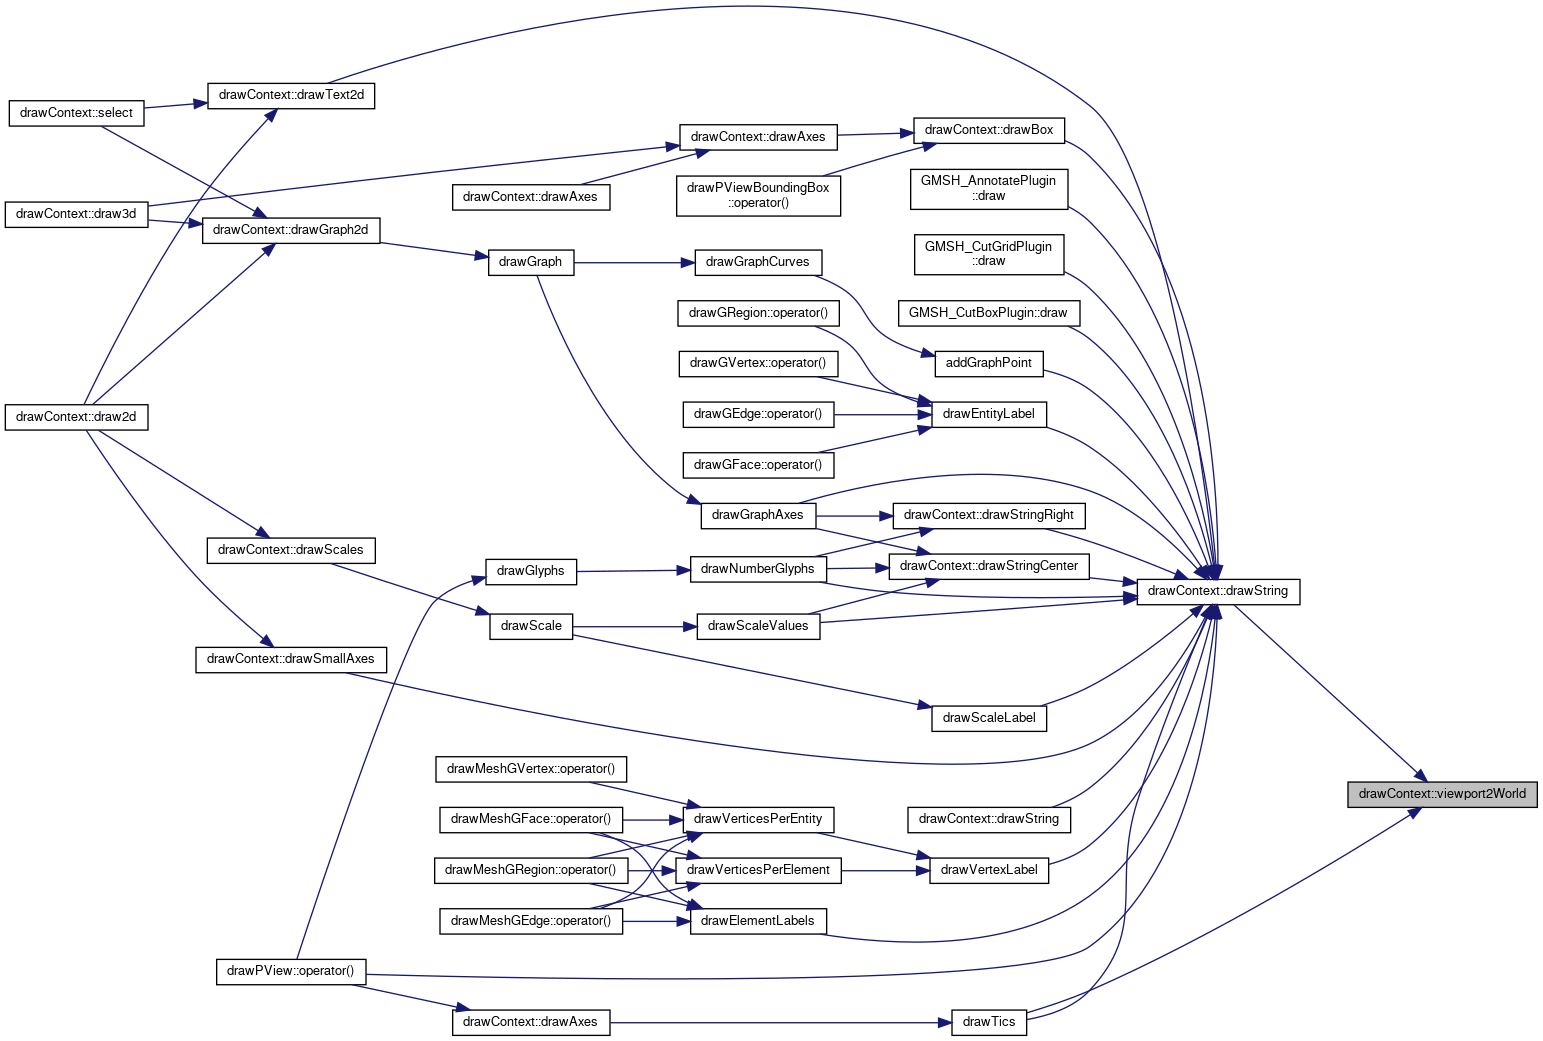 drawContext::drawText2d
drawContext::select
drawContext::drawAxes
drawContext::drawBox
drawContext::drawAxes
drawPViewBoundingBox
::operator()
GMSH_AnnotatePlugin
::draw
drawContext::draw3d
drawContext::drawGraph2d
GMSH_CutGridPlugin
::draw
drawGraph
drawGraphCurves
drawGRegion::operator()
GMSH_CutBoxPlugin::draw
drawGVertex::operator()
addGraphPoint
drawContext::draw2d
drawGEdge::operator()
drawEntityLabel
drawGFace::operator()
drawGraphAxes
drawContext::drawStringRight
drawContext::drawScales
drawGlyphs
drawNumberGlyphs
drawContext::drawStringCenter
drawContext::drawString
drawScale
drawScaleValues
drawContext::drawSmallAxes
drawScaleLabel
drawMeshGVertex::operator()
drawContext::viewport2World
drawMeshGFace::operator()
drawVerticesPerEntity
drawContext::drawString
drawMeshGRegion::operator()
drawVerticesPerElement
drawVertexLabel
drawMeshGEdge::operator()
drawElementLabels
drawPView::operator()
drawContext::drawAxes
drawTics